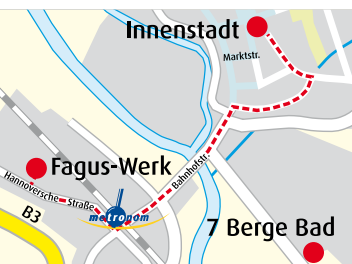 Innenstadt
Marktstr.
Fagus-Werk
Bahnhofstr.
Hannoversche Straße
metronom
B3
7 Berge Bad